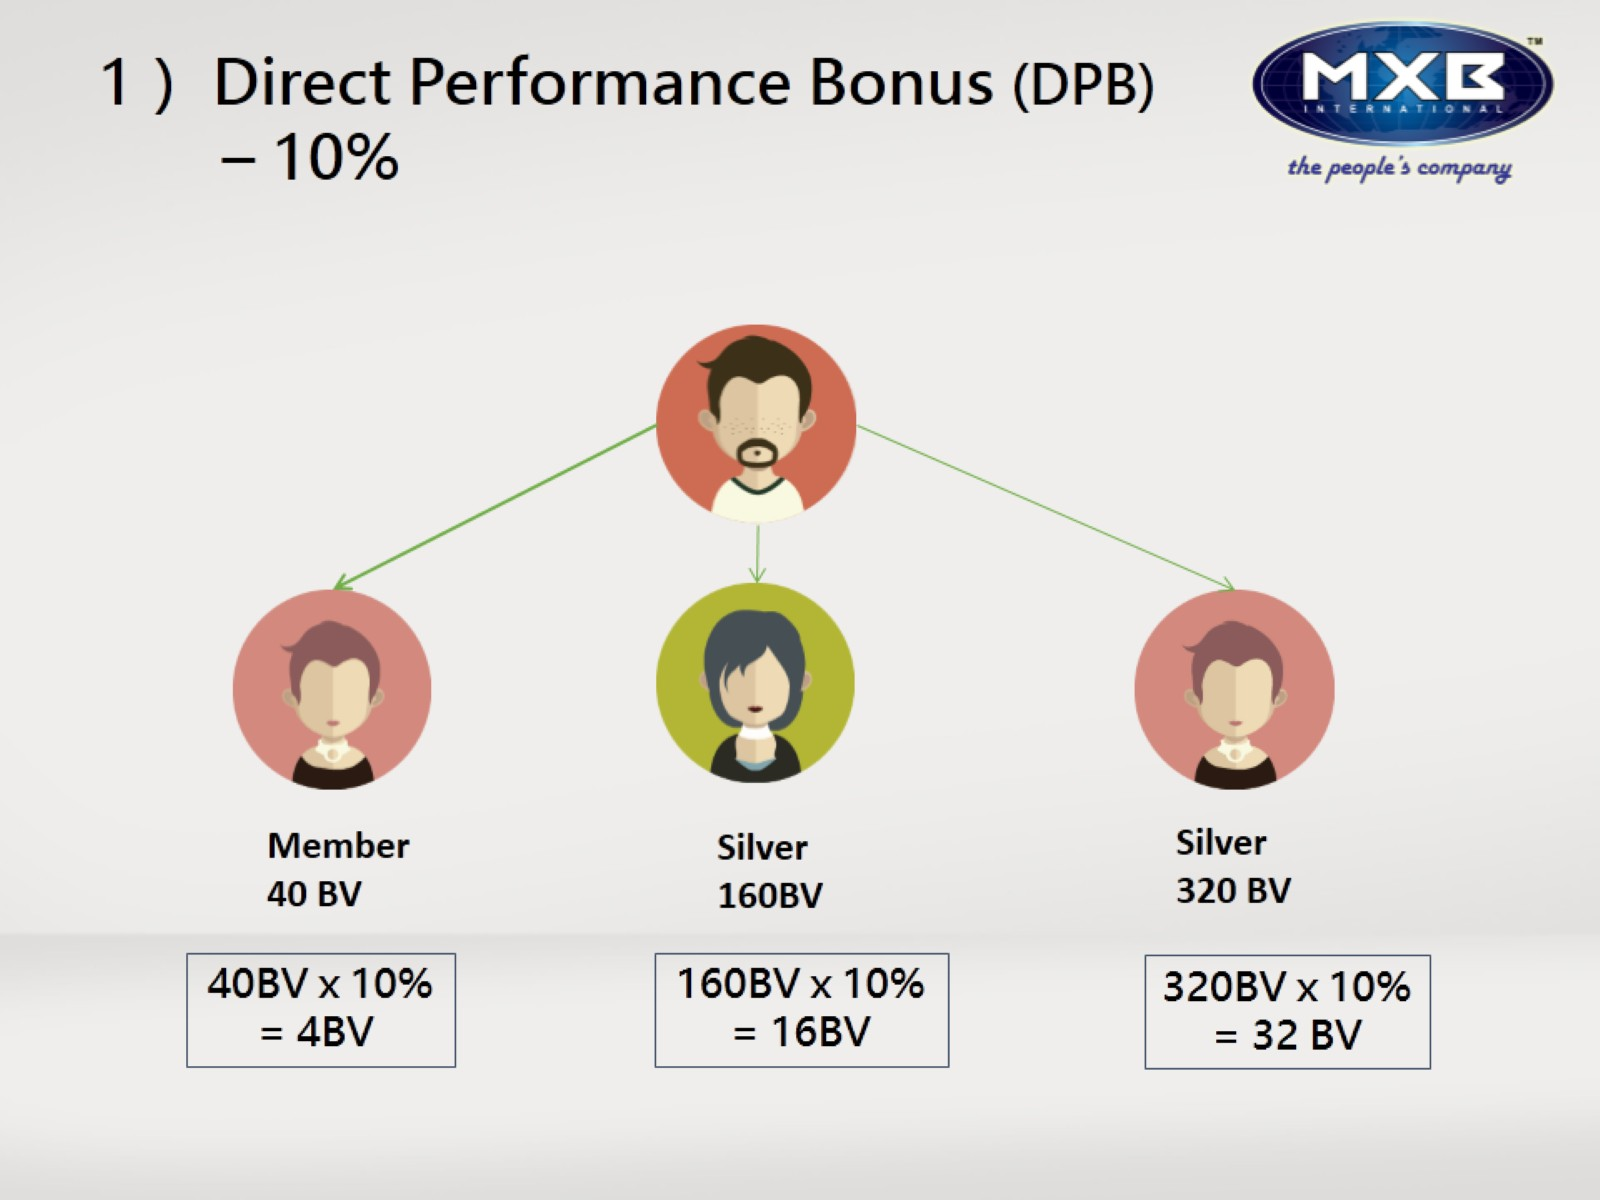 1 ) Direct Performance Bonus (DPB)
– 10%
MXB
™
INTERNATIONAL
the people's company
Member
40 BV
Silver
160BV
Silver
320 BV
40BV x 10%
= 4BV
160BV x 10%
= 16BV
320BV x 10%
= 32 BV